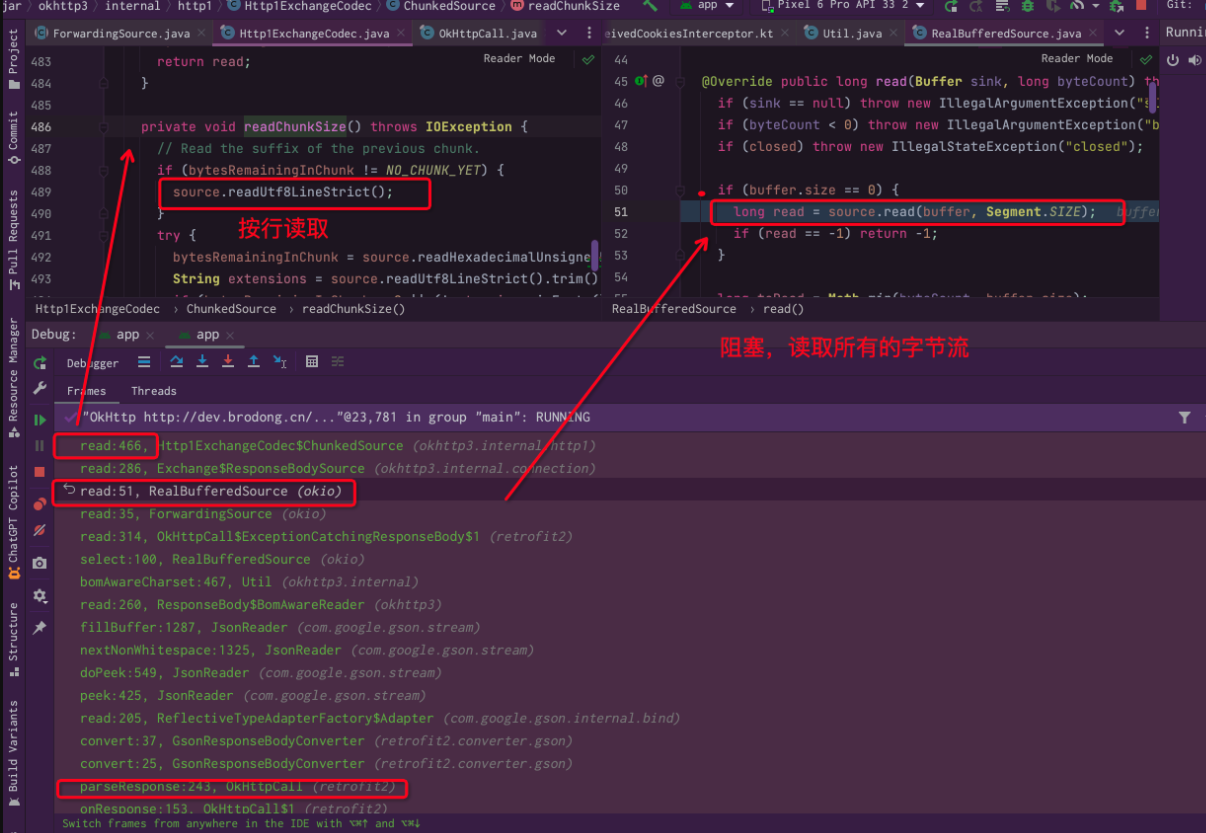 jar › okhttp3 › internal › http1 › Http1ExchangeCodec › ChunkedSource › readChunkSize app Pixel 6 Pro API 33 2 Git:
ForwardingSource.java × Http1ExchangeCodec.java × OkHttpCall.java
eivedCookiesInterceptor.kt × Util.java × RealBufferedSource.java × Runnin
Reader Mode
483 return read;
484 }
485
486 private void readChunkSize() throws IOException {
487 // Read the suffix of the previous chunk.
488 if (bytesRemainingInChunk != NO_CHUNK_YET) {
489 source.readUtf8LineStrict();
490 }
按行读取
491 try {
492 bytesRemainingInChunk = source.readHexadecimalUnsigne
493 String extensions = source.readUtf8LineStrict().trim()
Http1ExchangeCodec › ChunkedSource › readChunkSize()
44 Reader Mode
45 @ @Override public long read(Buffer sink, long byteCount) th
46 if (sink == null) throw new IllegalArgumentException("
47 if (byteCount < 0) throw new IllegalArgumentException("b
48 if (closed) throw new IllegalStateException("closed");
49
50 if (buffer.size == 0) {
51 long read = source.read(buffer, Segment.SIZE); buffer
52 if (read == -1) return -1;
53 }
54
RealBufferedSource › read()
阻塞，读取所有的字节流
Debug: app × app ×
Debugger
Frames Threads
"OkHttp http://dev.brodong.cn/..."@23,781 in group "main": RUNNING
read:466, Http1ExchangeCodec$ChunkedSource (okhttp3.internal.http1)
read:286, Exchange$ResponseBodySource (okhttp3.internal.connection)
read:51, RealBufferedSource (okio)
read:35, ForwardingSource (okio)
read:314, OkHttpCall$ExceptionCatchingResponseBody$1 (retrofit2)
select:100, RealBufferedSource (okio)
bomAwareCharset:467, Util (okhttp3.internal)
read:260, ResponseBody$BomAwareReader (okhttp3)
fillBuffer:1287, JsonReader (com.google.gson.stream)
nextNonWhitespace:1325, JsonReader (com.google.gson.stream)
doPeek:549, JsonReader (com.google.gson.stream)
peek:425, JsonReader (com.google.gson.stream)
read:205, ReflectiveTypeAdapterFactory$Adapter (com.google.gson.internal.bind)
convert:37, GsonResponseBodyConverter (retrofit2.converter.gson)
convert:25, GsonResponseBodyConverter (retrofit2.converter.gson)
parseResponse:243, OkHttpCall (retrofit2)
onResponse:153, OkHttpCall$1 (retrofit2)
Switch frames from anywhere in the IDE with ⌥⌘↑ and ⌥⌘↓
Project
Commit
Pull Requests
Resource Manager
ChatGPT Copilot
Structure
Build Variants